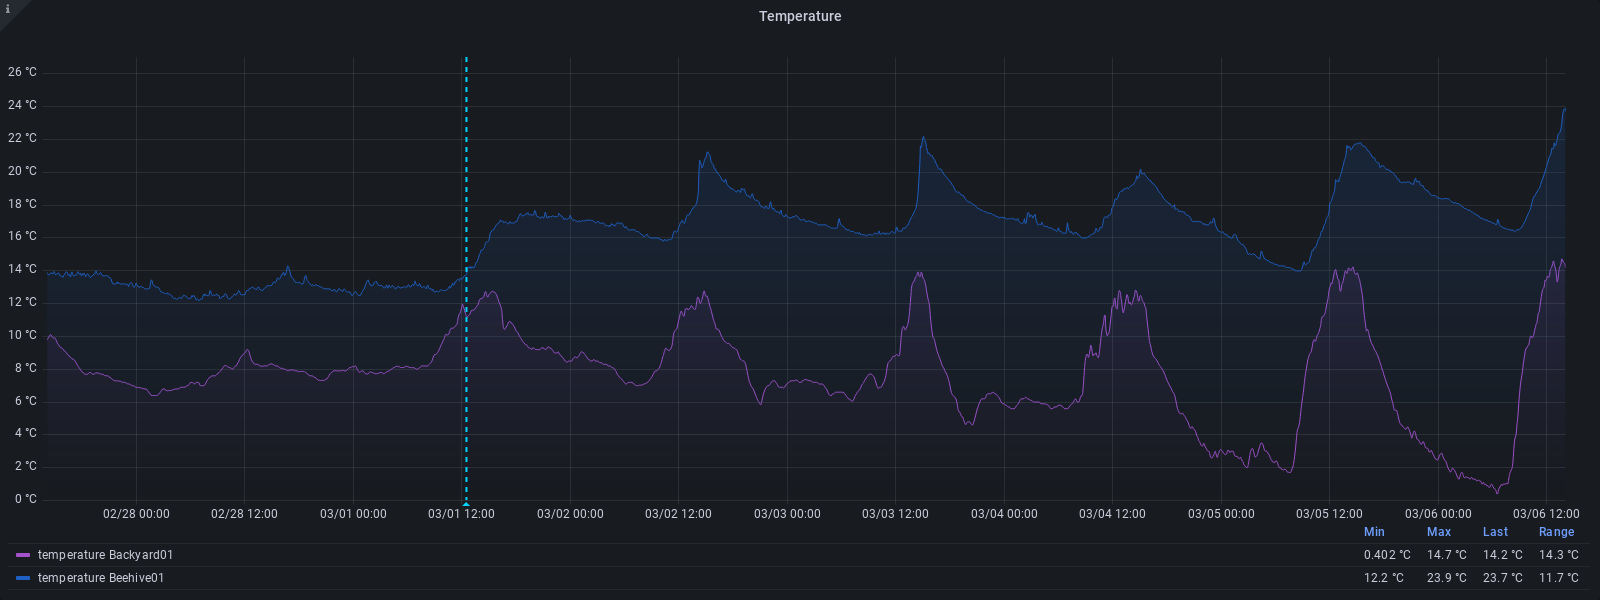 i
Temperature
26 °C
24 °C
22 °C
20 °C
18 °C
16 °C
14 °C
12 °C
10 °C
8 °C
6 °C
4 °C
2 °C
0 °C
02/28 00:00 02/28 12:00 03/01 00:00 03/01 12:00 03/02 00:00 03/02 12:00 03/03 00:00 03/03 12:00 03/04 00:00 03/04 12:00 03/05 00:00 03/05 12:00 03/06 00:00 03/06 12:00
Min Max Last Range
temperature Backyard01 0.402 °C 14.7 °C 14.2 °C 14.3 °C
temperature Beehive01 12.2 °C 23.9 °C 23.7 °C 11.7 °C